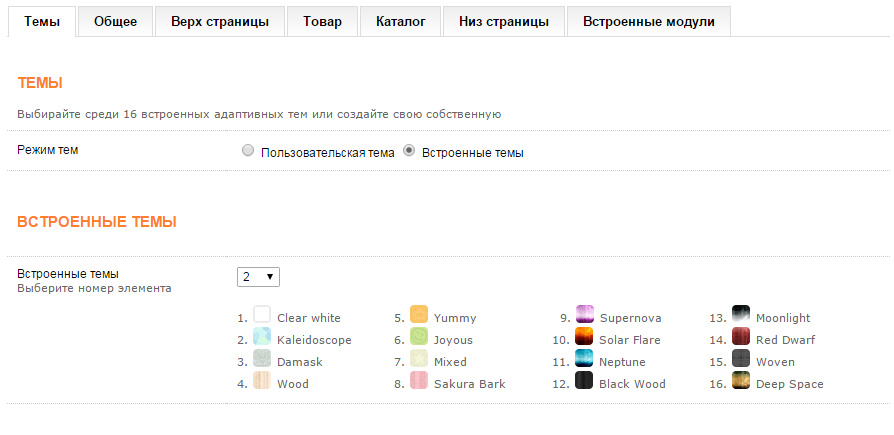 Темы Общее Верх страницы Товар Каталог Низ страницы Встроенные модули
ТЕМЫ
Выбирайте среди 16 встроенных адаптивных тем или создайте свою собственную
Режим тем Пользовательская тема Встроенные темы
ВСТРОЕННЫЕ ТЕМЫ
Встроенные темы 2
Выберите номер элемента
1. Clear white 5. Yummy 9. Supernova 13. Moonlight
2. Kaleidoscope 6. Joyous 10. Solar Flare 14. Red Dwarf
3. Damask 7. Mixed 11. Neptune 15. Woven
4. Wood 8. Sakura Bark 12. Black Wood 16. Deep Space